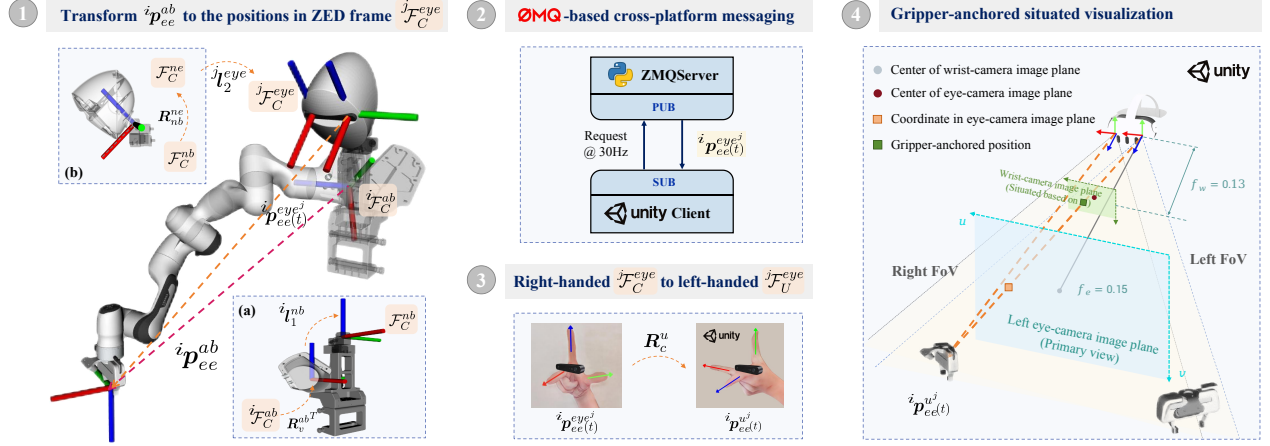 1 Transform ${}^{i}p_{ee}^{ab}$ to the positions in ZED frame ${}^{j}\mathcal{F}_{C}^{eye}$
$\mathcal{F}_{C}^{ne}$
${}^{j}l_{2}^{eye}$
${}^{j}\mathcal{F}_{C}^{eye}$
$R_{nb}^{ne}$
$\mathcal{F}_{C}^{nb}$
(b)
${}^{i}\mathcal{F}_{C}^{ab}$
${}^{i}p_{ee(t)}^{eye^{j}}$
${}^{i}p_{ee}^{ab}$
(a)
${}^{i}l_{1}^{nb}$
$\mathcal{F}_{C}^{nb}$
${}^{i}\mathcal{F}_{C}^{ab}$
$R_{v}^{ab^{T}}$
2 ØMQ-based cross-platform messaging
ZMQServer
PUB
Request
@ 30Hz
${}^{i}p_{ee(t)}^{eye^{j}}$
SUB
unity Client
3 Right-handed ${}^{j}\mathcal{F}_{C}^{eye}$ to left-handed ${}^{j}\mathcal{F}_{U}^{eye}$
$R_{c}^{u}$
unity
${}^{i}p_{ee(t)}^{eye^{j}}$
${}^{i}p_{ee(t)}^{u^{j}}$
4 Gripper-anchored situated visualization
unity
Center of wrist-camera image plane
Center of eye-camera image plane
Coordinate in eye-camera image plane
Gripper-anchored position
Wrist-camera image plane
(Situated based on
$f_w = 0.13$
u
Right FoV
Left FoV
$f_e = 0.15$
Left eye-camera image plane
(Primary view)
v
${}^{i}p_{ee(t)}^{u^{j}}$